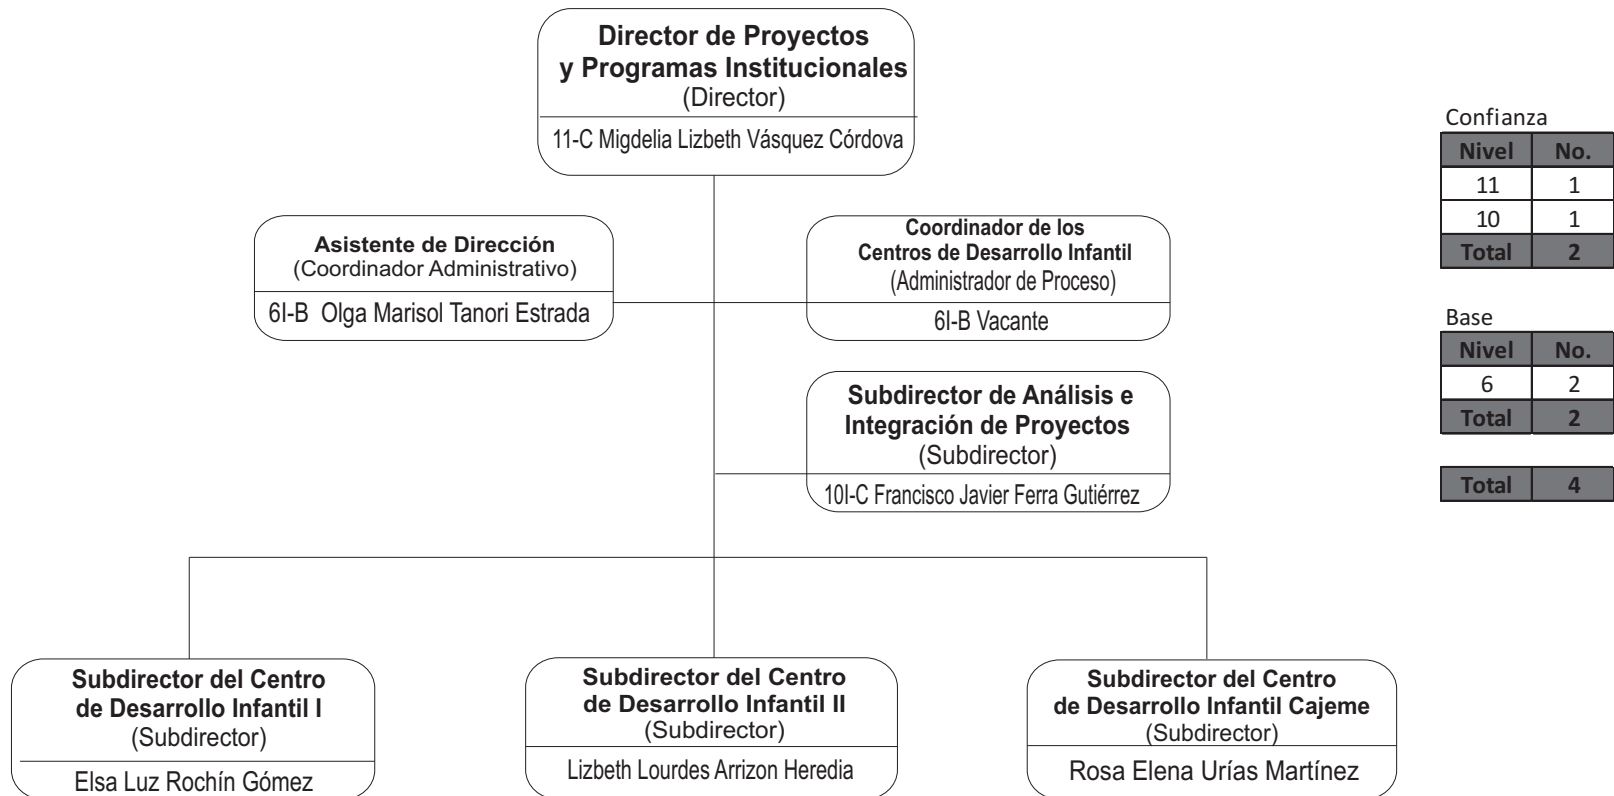 Director de Proyectos
y Programas Institucionales
(Director)
11-C Migdelia Lizbeth Vásquez Córdova
Asistente de Dirección
(Coordinador Administrativo)
6I-B Olga Marisol Tanori Estrada
Coordinador de los
Centros de Desarrollo Infantil
(Administrador de Proceso)
6I-B Vacante
Subdirector de Análisis e
Integración de Proyectos
(Subdirector)
10I-C Francisco Javier Ferra Gutiérrez
Subdirector del Centro
de Desarrollo Infantil I
(Subdirector)
Elsa Luz Rochín Gómez
Subdirector del Centro
de Desarrollo Infantil II
(Subdirector)
Lizbeth Lourdes Arrizon Heredia
Subdirector del Centro
de Desarrollo Infantil Cajeme
(Subdirector)
Rosa Elena Urías Martínez
Confianza
Nivel No.
11 1
10 1
Total 2
Base
Nivel No.
6 2
Total 2
Total 4